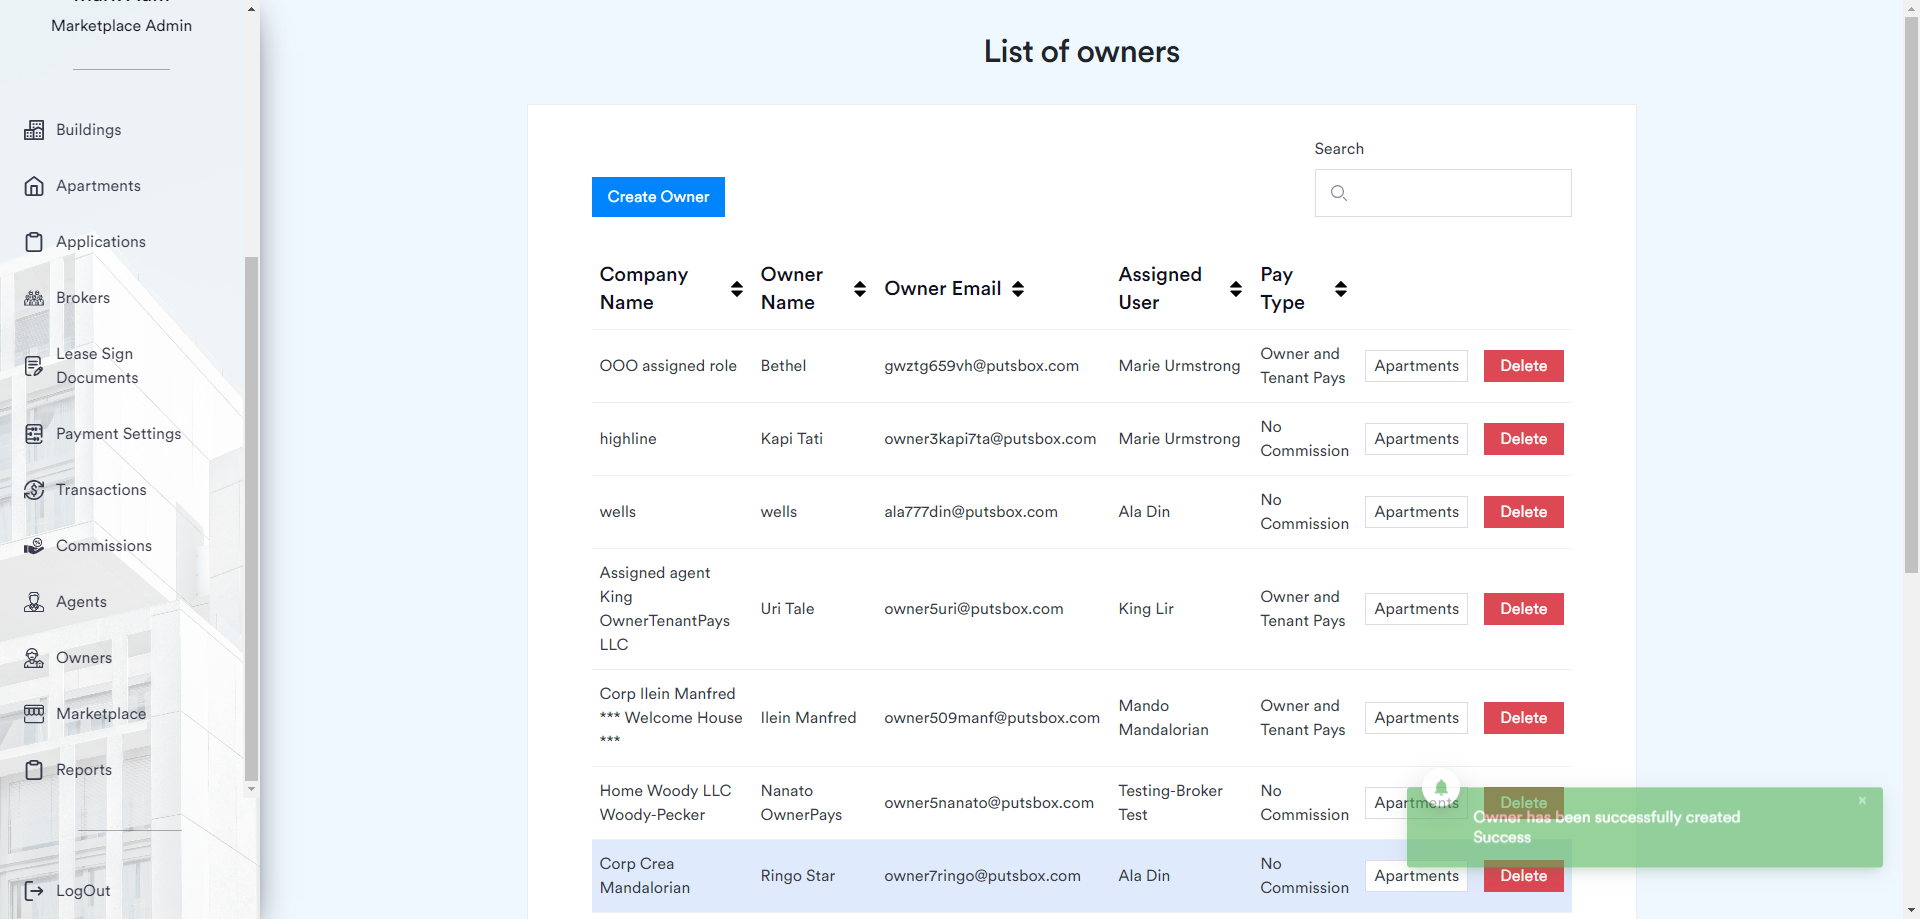 Marketplace Admin
Buildings
Apartments
Applications
Brokers
Lease Sign
Documents
Payment Settings
Transactions
Commissions
Agents
Owners
Marketplace
Reports
LogOut
List of owners
Search
Create Owner
Company Name
Owner Name
Owner Email
Assigned User
Pay Type
OOO assigned role
Bethel
gwztg659vh@putsbox.com
Marie Urmstrong
Owner and
Tenant Pays
Apartments
Delete
highline
Kapi Tati
owner3kapi7ta@putsbox.com
Marie Urmstrong
No
Commission
Apartments
Delete
wells
wells
ala777din@putsbox.com
Ala Din
No
Commission
Apartments
Delete
Assigned agent
King
OwnerTenantPays
LLC
Uri Tale
owner5uri@putsbox.com
King Lir
Owner and
Tenant Pays
Apartments
Delete
Corp Ilein Manfred
*** Welcome House
***
Ilein Manfred
owner509manf@putsbox.com
Mando
Mandalorian
Owner and
Tenant Pays
Apartments
Delete
Home Woody LLC
Woody-Pecker
Nanato
OwnerPays
owner5nanato@putsbox.com
Testing-Broker
Test
No
Commission
Apartments
Delete
Owner has been successfully created
Success
×
Corp Crea
Mandalorian
Ringo Star
owner7ringo@putsbox.com
Ala Din
No
Commission
Apartments
Delete